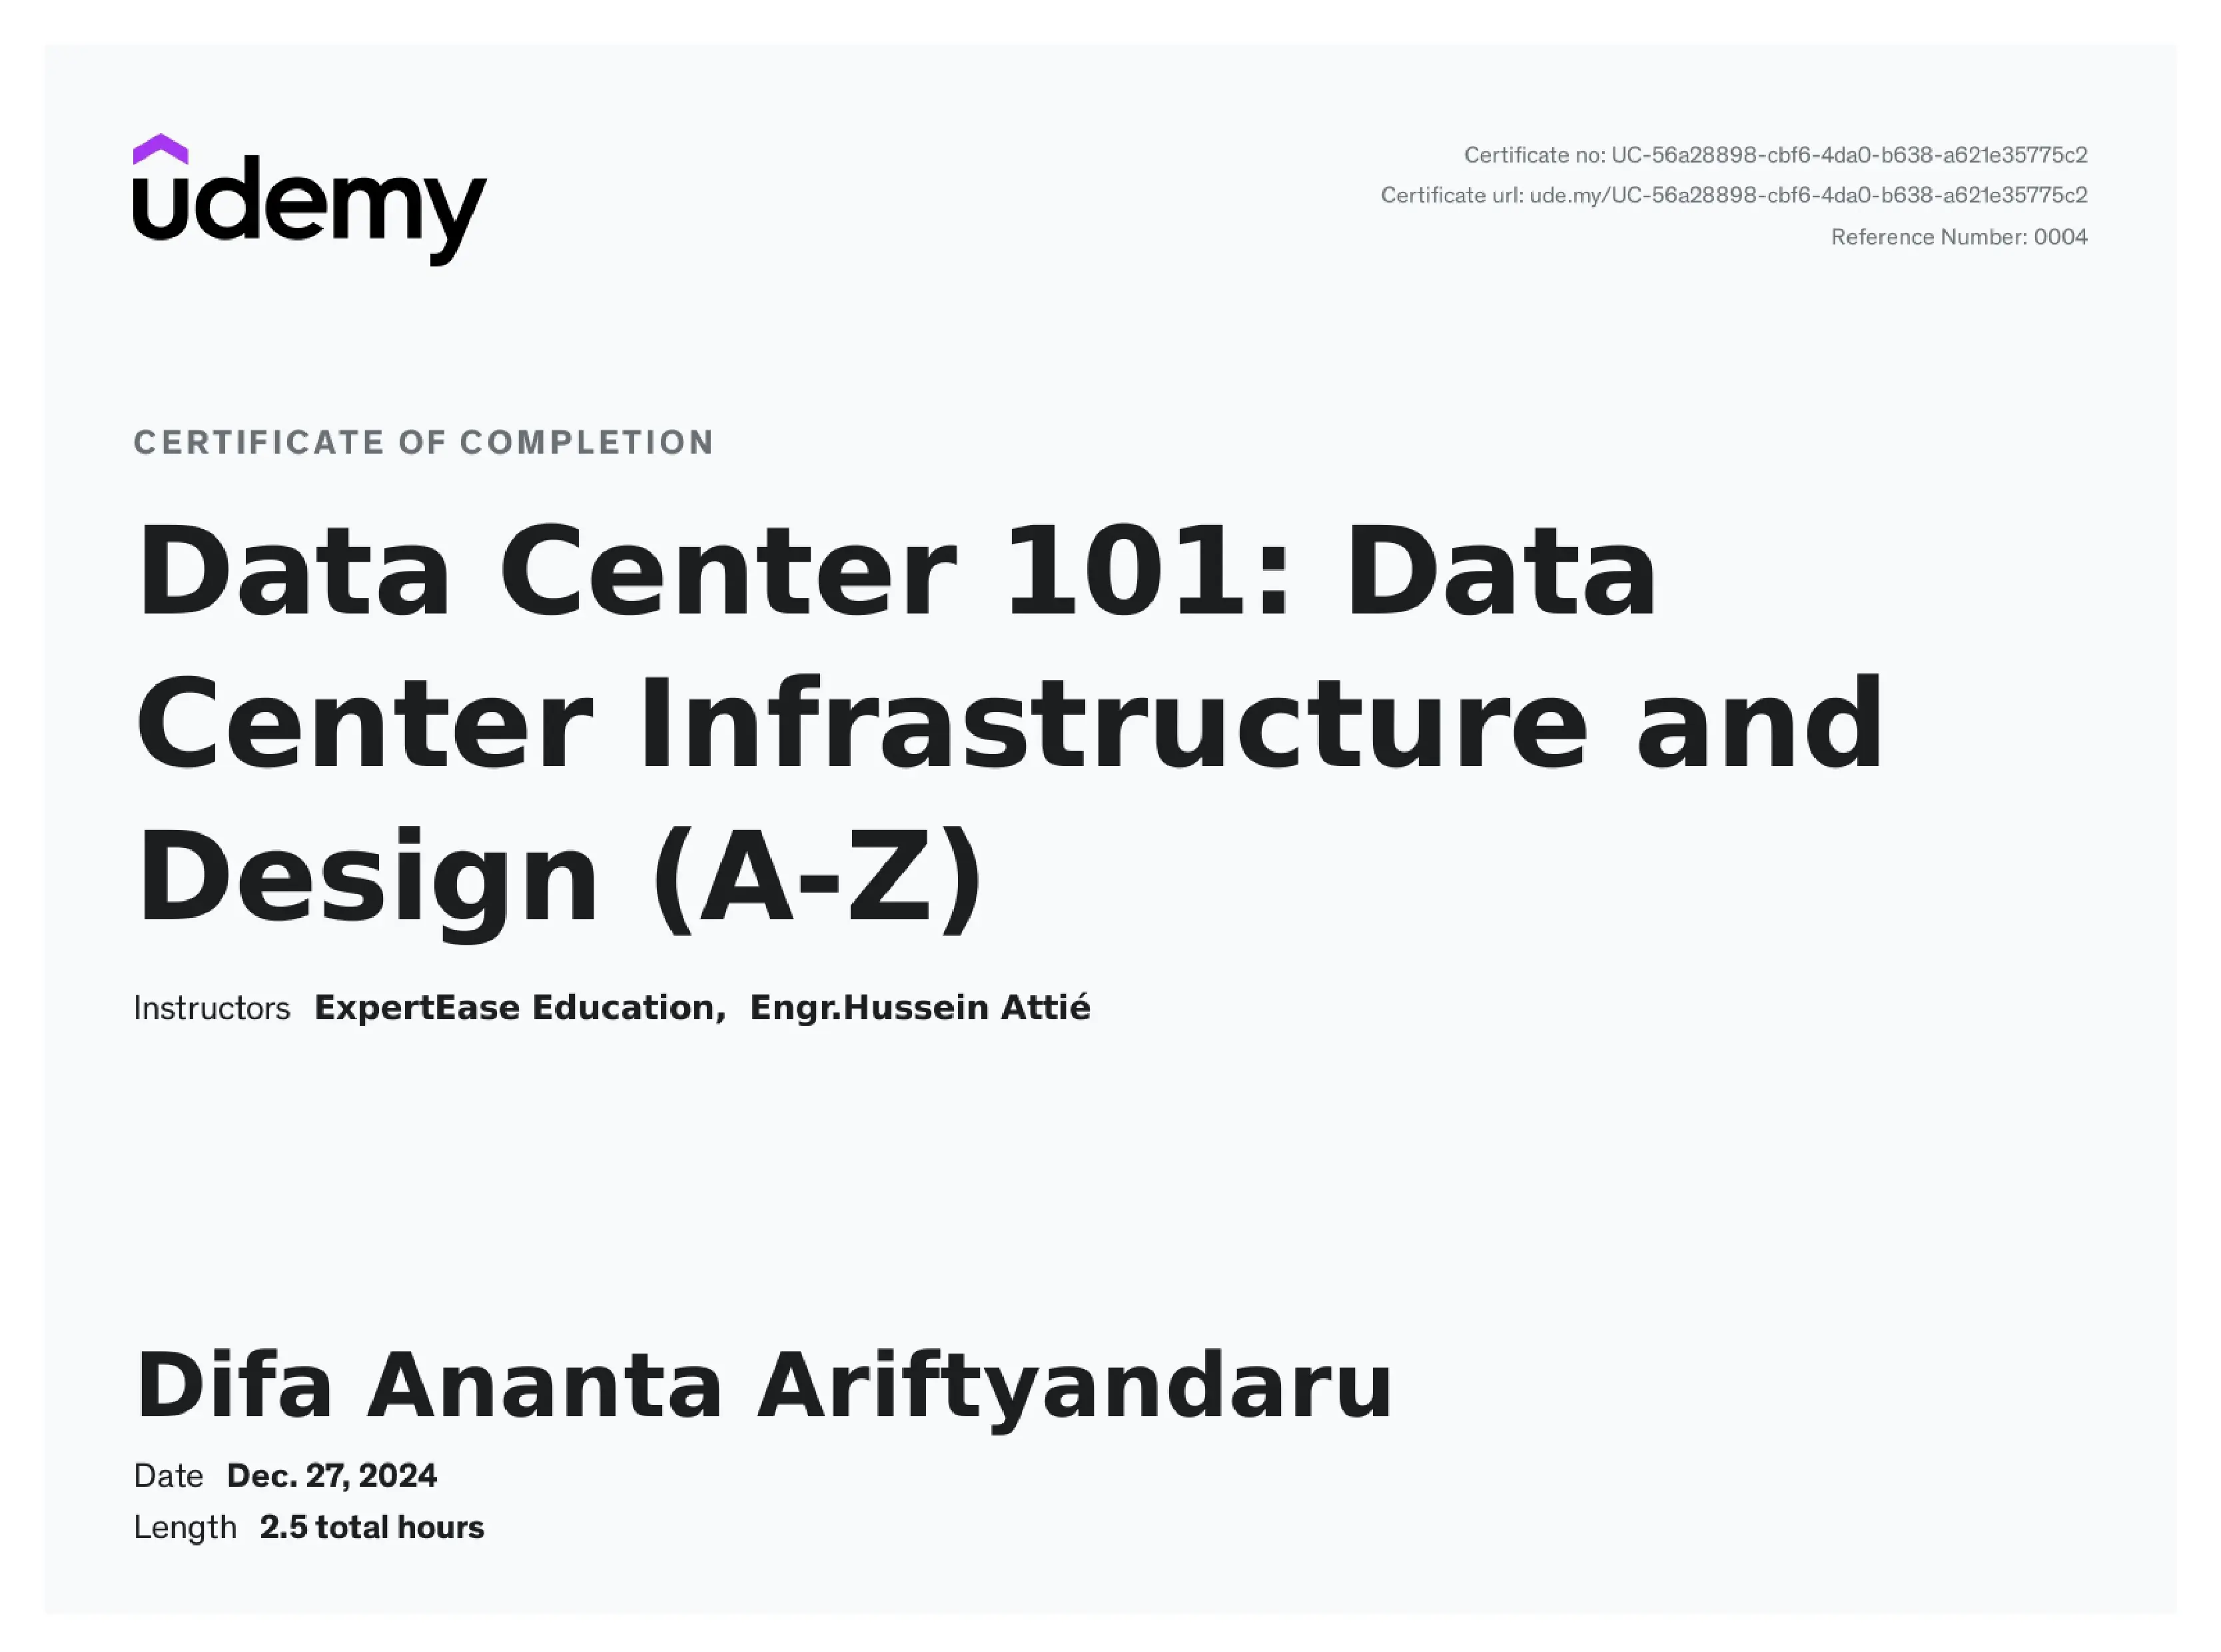 udemy
Certificate no: UC-56a28898-cbf6-4da0-b638-a621e35775c2
Certificate url: ude.my/UC-56a28898-cbf6-4da0-b638-a621e35775c2
Reference Number: 0004
CERTIFICATE OF COMPLETION
Data Center 101: Data
Center Infrastructure and
Design (A-Z)
Instructors ExpertEase Education, Engr.Hussein Attié
Difa Ananta Ariftyandaru
Date Dec. 27, 2024
Length 2.5 total hours